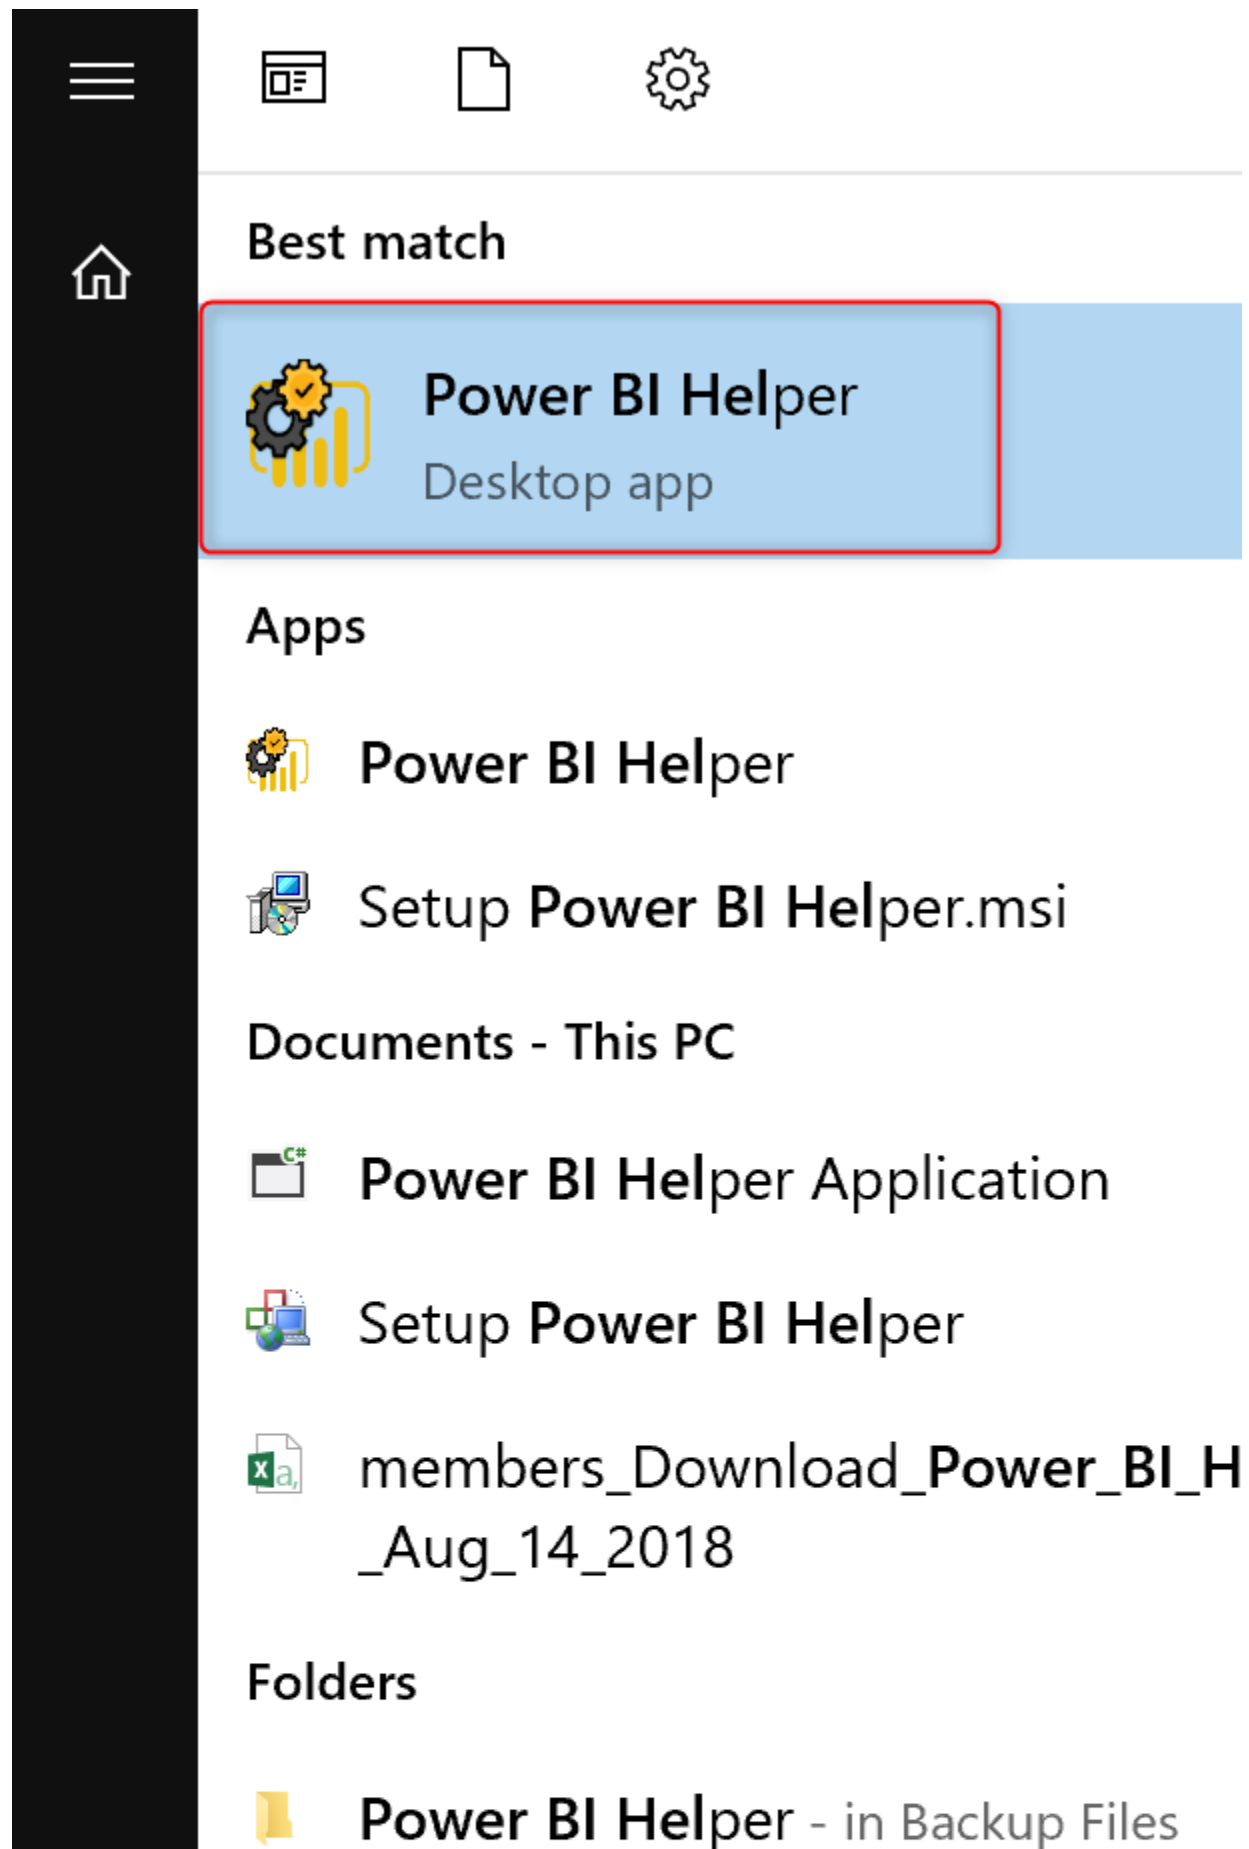 Best match
Power BI Helper
Desktop app
Apps
Power BI Helper
Setup Power BI Helper.msi
Documents - This PC
C#
Power BI Helper Application
Setup Power BI Helper
X a,
members_Download_Power_BI_H
_Aug_14_2018
Folders
Power BI Helper - in Backup Files